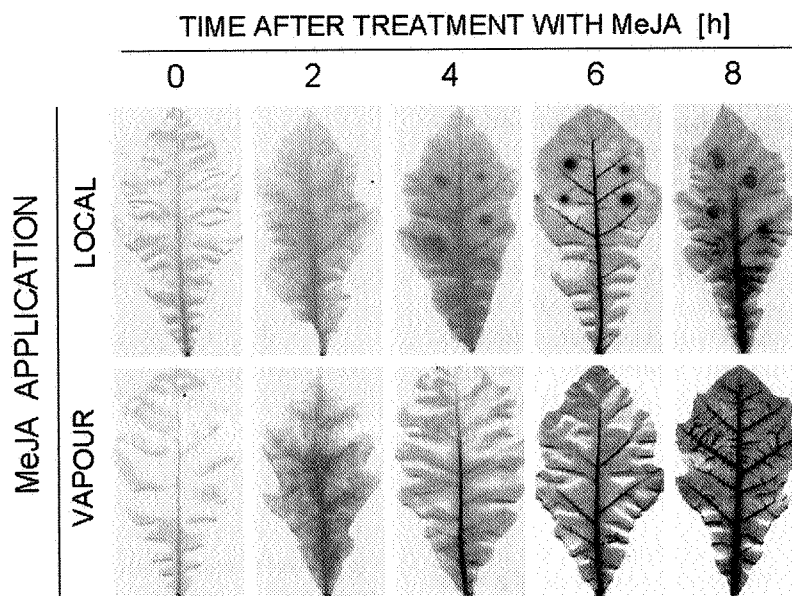 TIME AFTER TREATMENT WITH MeJA [h]
0 2 4 6 8
MeJA APPLICATION
LOCAL
VAPOUR